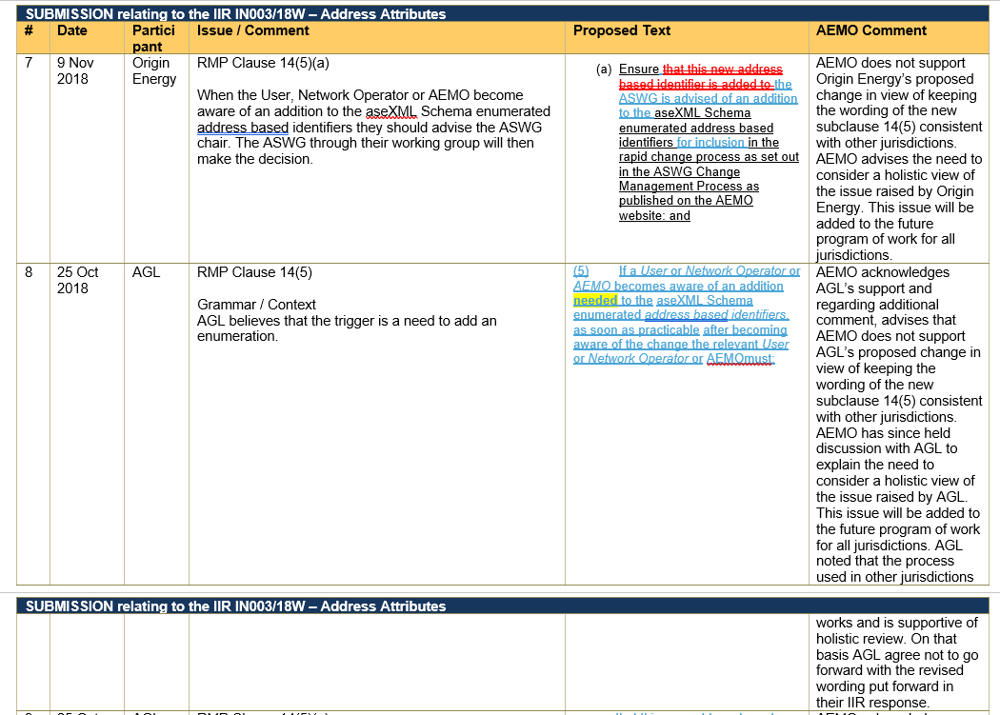 SUBMISSION relating to the IIR IN003/18W – Address Attributes
# Date Partici pant Issue / Comment Proposed Text AEMO Comment
7
9 Nov
2018
Origin
Energy
RMP Clause 14(5)(a)
When the User, Network Operator or AEMO become
aware of an addition to the aseXML Schema enumerated
address based identifiers they should advise the ASWG
chair. The ASWG through their working group will then
make the decision.
(a) Ensure that this new address
based identifier is added to the
ASWG is advised of an addition
to the aseXML Schema
enumerated address based
identifiers for inclusion in the
rapid change process as set out
in the ASWG Change
Management Process as
published on the AEMO
website: and
AEMO does not support
Origin Energy’s proposed
change in view of keeping
the wording of the new
subclause 14(5) consistent
with other jurisdictions.
AEMO advises the need to
consider a holistic view of
the issue raised by Origin
Energy. This issue will be
added to the future
program of work for all
jurisdictions.
8
25 Oct
2018
AGL
RMP Clause 14(5)
Grammar / Context
AGL believes that the trigger is a need to add an
enumeration.
(5) If a User or Network Operator or
AEMO becomes aware of an addition
needed to the aseXML Schema
enumerated address based identifiers,
as soon as practicable after becoming
aware of the change the relevant User
or Network Operator or AEMOmust:
AEMO acknowledges
AGL’s support and
regarding additional
comment, advises that
AEMO does not support
AGL’s proposed change in
view of keeping the
wording of the new
subclause 14(5) consistent
with other jurisdictions.
AEMO has since held
discussion with AGL to
explain the need to
consider a holistic view of
the issue raised by AGL.
This issue will be added to
the future program of work
for all jurisdictions. AGL
noted that the process
used in other jurisdictions
SUBMISSION relating to the IIR IN003/18W – Address Attributes
works and is supportive of
holistic review. On that
basis AGL agree not to go
forward with the revised
wording put forward in
their IIR response.